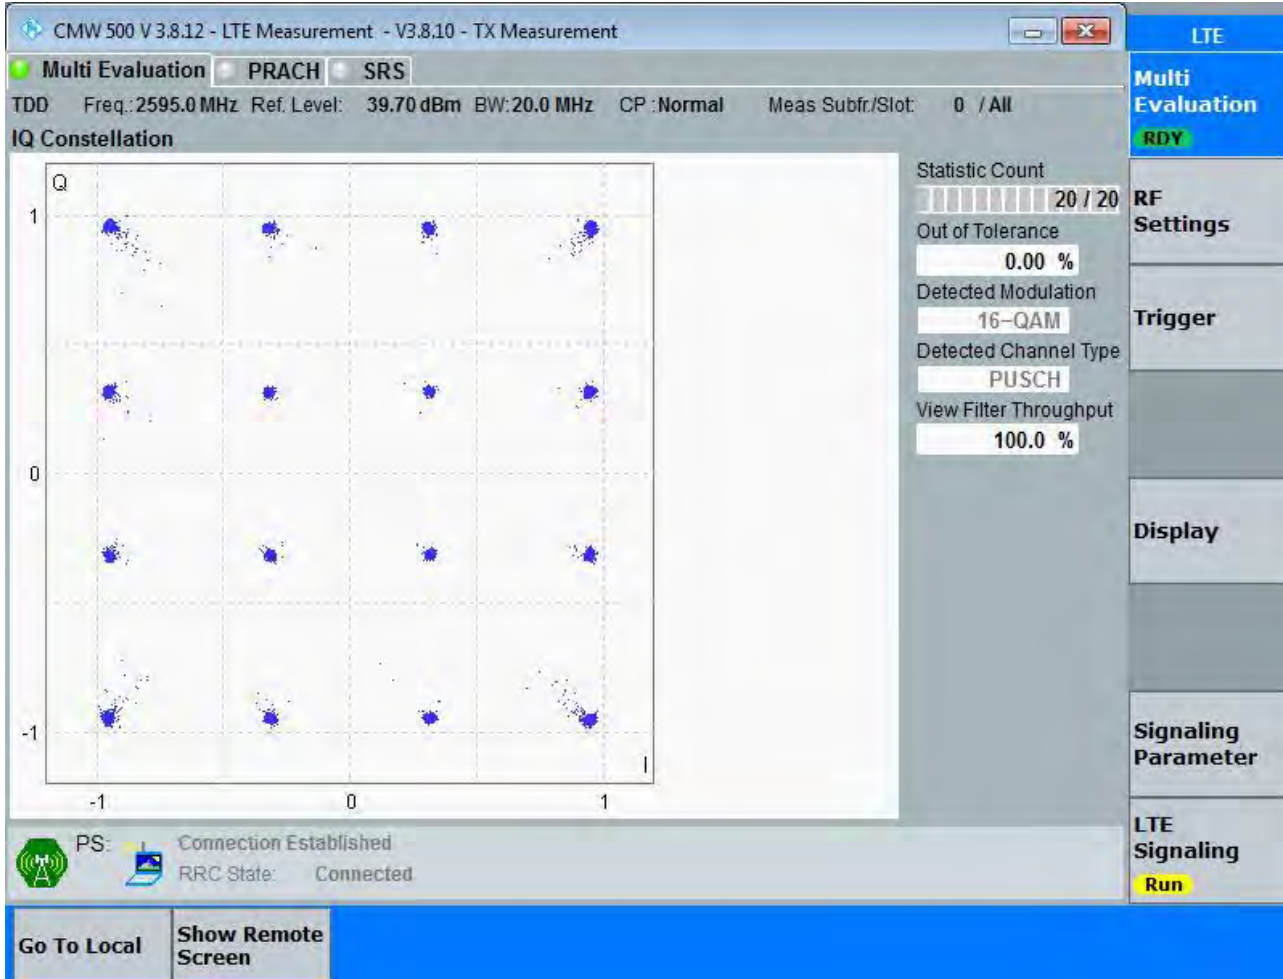 CMW 500 V 3.8.12 - LTE Measurement - V3.8.10 - TX Measurement
LTE
Multi Evaluation PRACH SRS
TDD Freq.: 2595.0 MHz Ref. Level: 39.70 dBm BW: 20.0 MHz CP : Normal Meas Subfr./Slot: 0 / All
IQ Constellation
Q
1
0
-1
-1 0 1
I
Statistic Count
20 / 20
Out of Tolerance
0.00 %
Detected Modulation
16-QAM
Detected Channel Type
PUSCH
View Filter Throughput
100.0 %
Multi
Evaluation
RDY
RF
Settings
Trigger
Display
Signaling
Parameter
LTE
Signaling
Run
PS: Connection Established
RRC State: Connected
Go To Local
Show Remote
Screen